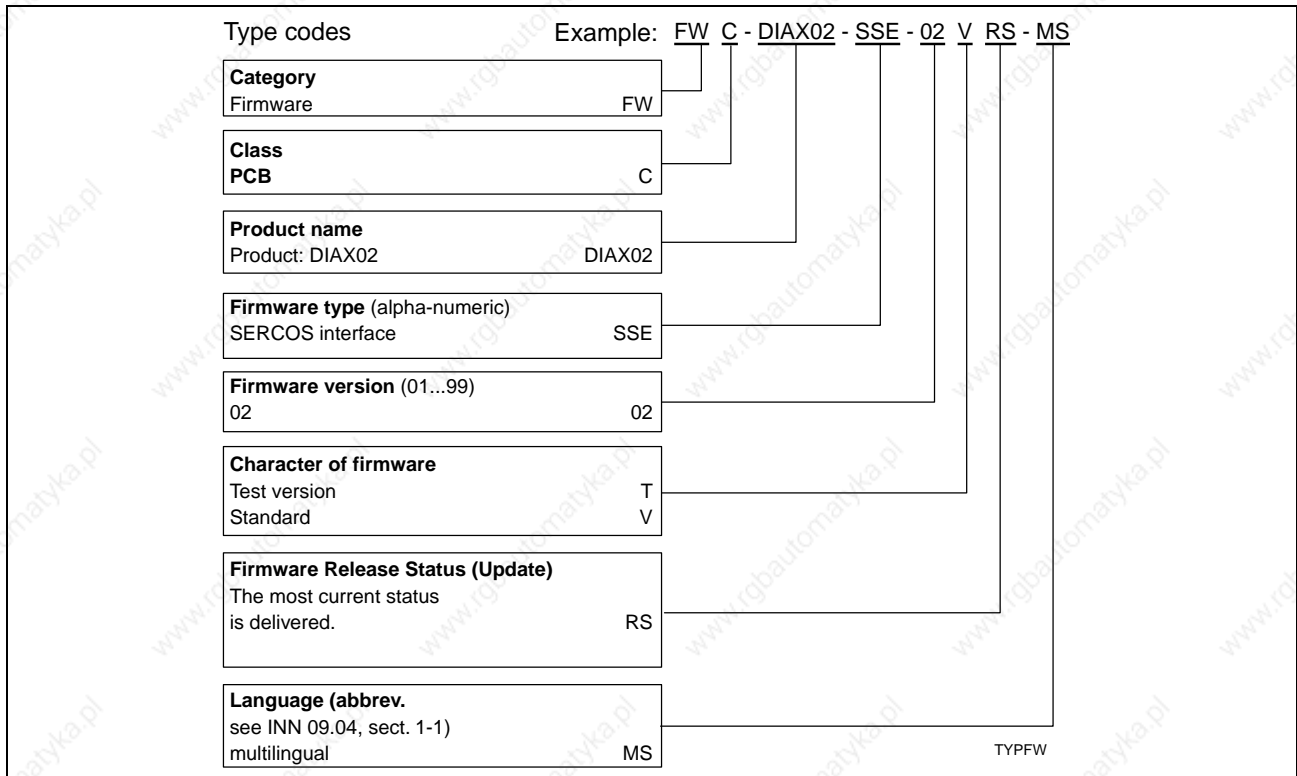 Type codes Example: FW C - DIAX02 - SSE - 02 V RS - MS
Category
Firmware FW
Class
PCB C
Product name
Product: DIAX02 DIAX02
Firmware type (alpha-numeric)
SERCOS interface SSE
Firmware version (01...99)
02 02
Character of firmware
Test version T
Standard V
Firmware Release Status (Update)
The most current status
is delivered. RS
Language (abbrev.
see INN 09.04, sect. 1-1)
multilingual MS
TYPFW
www.rgbautomatyka.pl